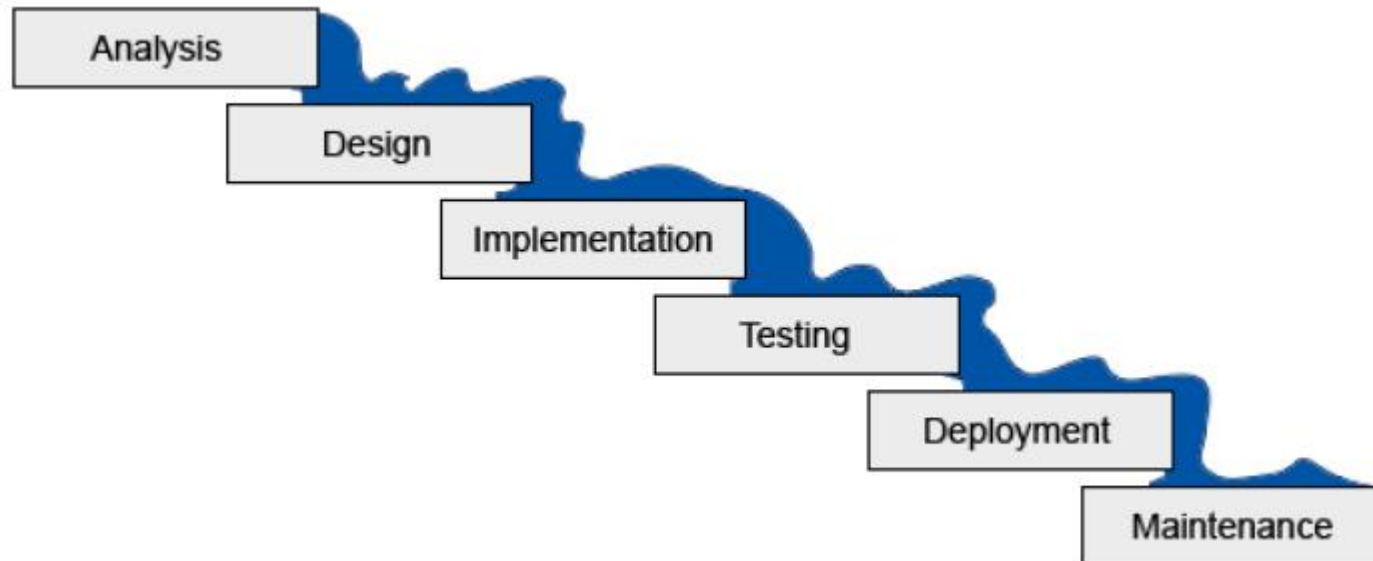 Analysis
Design
Implementation
Testing
Deployment
Maintenance